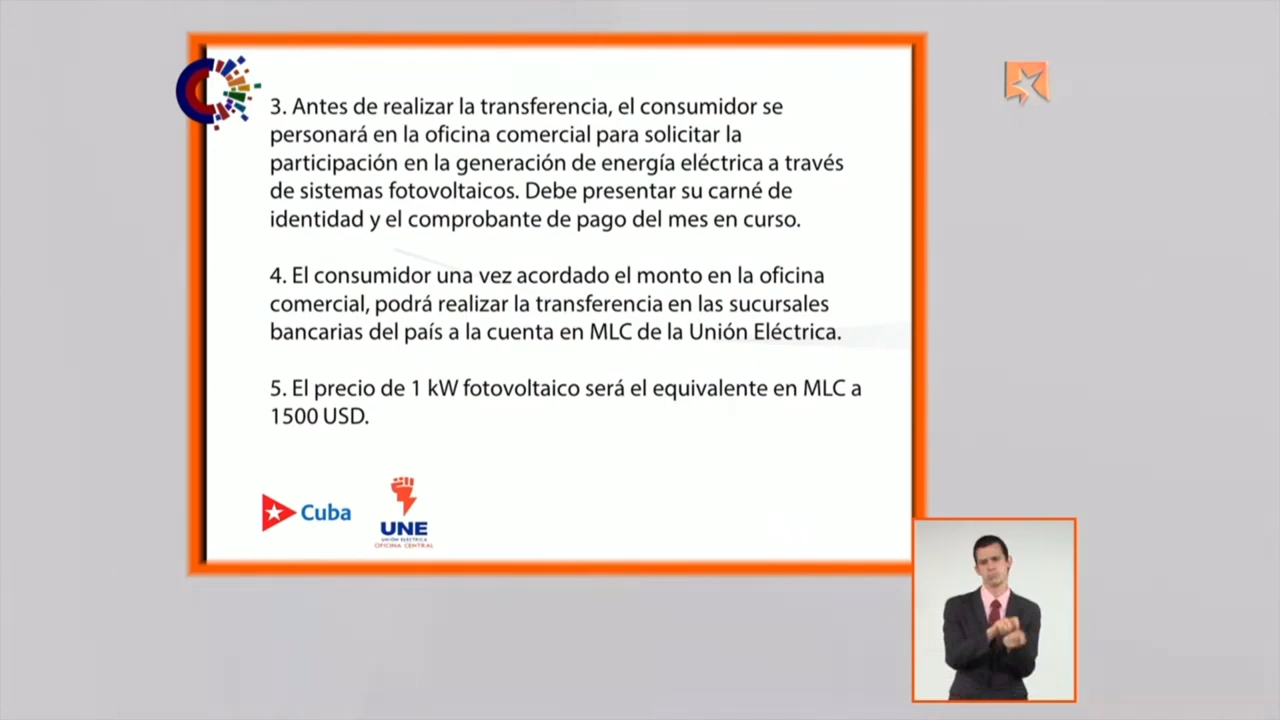 3. Antes de realizar la transferencia, el consumidor se
personará en la oficina comercial para solicitar la
participación en la generación de energía eléctrica a través
de sistemas fotovoltaicos. Debe presentar su carné de
identidad y el comprobante de pago del mes en curso.
4. El consumidor una vez acordado el monto en la oficina
comercial, podrá realizar la transferencia en las sucursales
bancarias del país a la cuenta en MLC de la Unión Eléctrica.
5. El precio de 1 kW fotovoltaico será el equivalente en MLC a
1500 USD.
Cuba
UNE
UNIÓN ELÉCTRICA
OFICINA CENTRAL